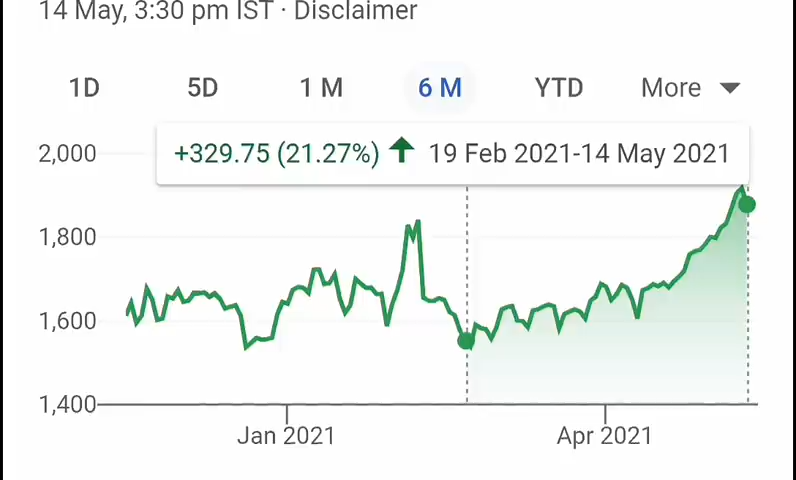 14 May, 3:30 pm IST · Disclaimer
1D 5D 1 M 6 M YTD More
+329.75 (21.27%) 19 Feb 2021-14 May 2021
2,000
1,800
1,600
1,400
Jan 2021 Apr 2021